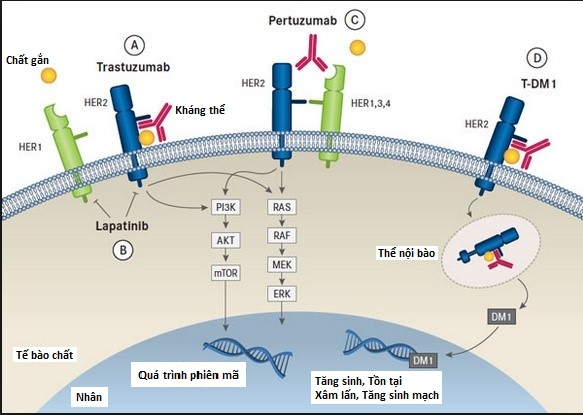 Pertuzumab
C
A
Trastuzumab
Chất gắn
HER2
HER1
HER2
Kháng thể
HER1,3,4
D
T-DM1
HER2
Lapatinib
B
PI3K
AKT
mTOR
RAS
RAF
MEK
ERK
Thể nội bào
DM1
DM1
Tế bào chất
Nhân
Quá trình phiên mã
Tăng sinh, Tồn tại
Xâm lấn, Tăng sinh mạch